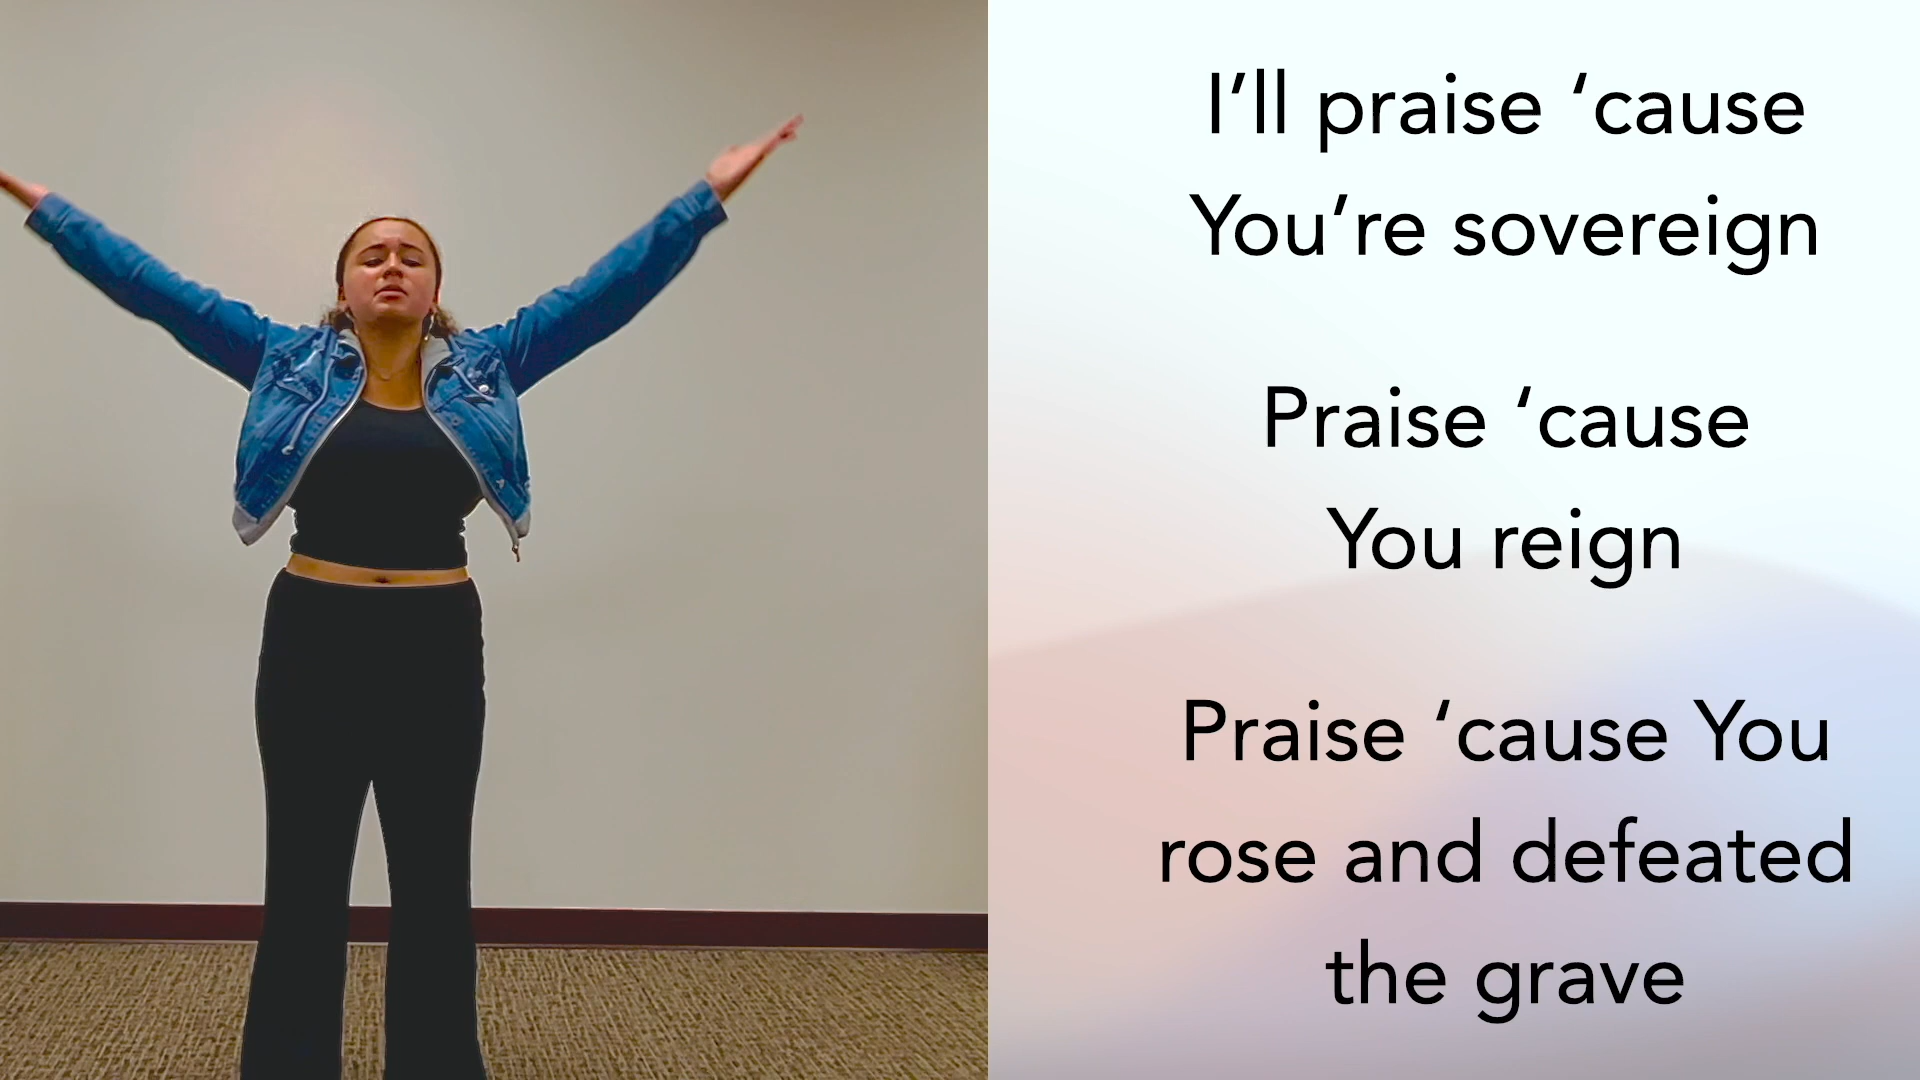 I’ll praise ‘cause
You’re sovereign
Praise ‘cause
You reign
Praise ‘cause You
rose and defeated
the grave